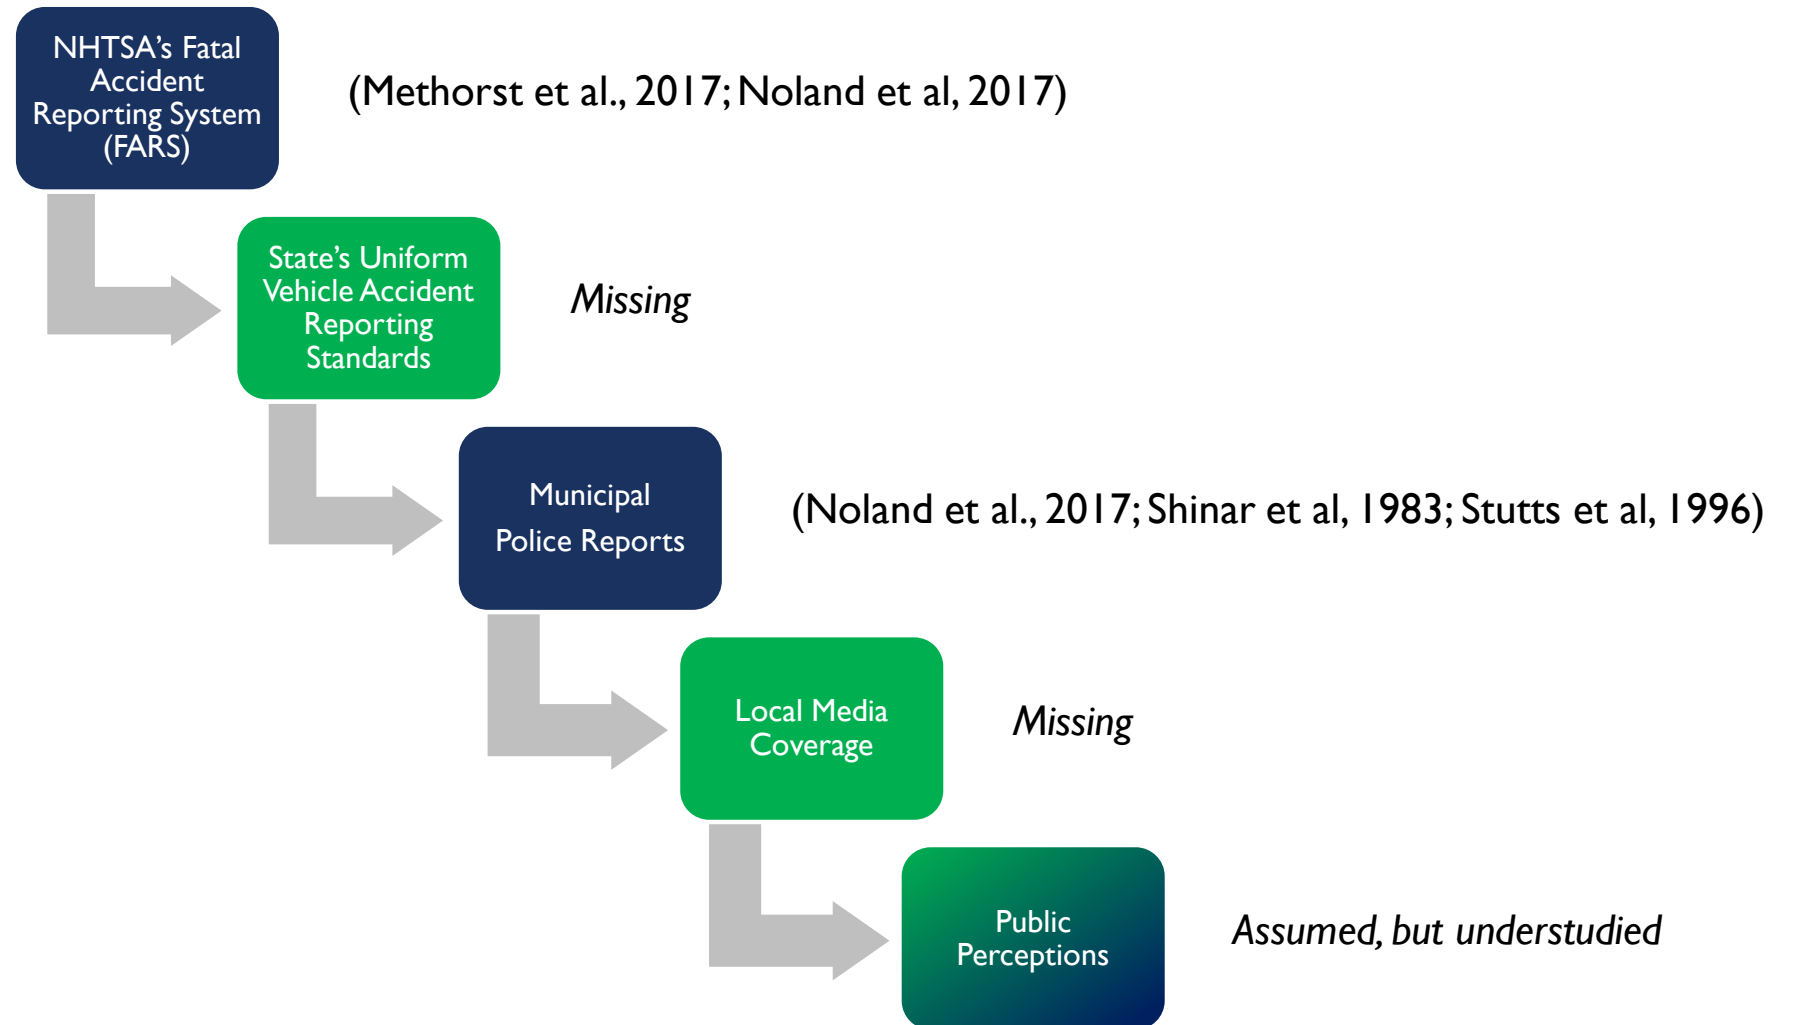 NHTSA's Fatal
Accident
Reporting System
(FARS)
(Methorst et al., 2017; Noland et al, 2017)
State's Uniform
Vehicle Accident
Reporting
Standards
Missing
Municipal
Police Reports
(Noland et al., 2017; Shinar et al, 1983; Stutts et al, 1996)
Local Media
Coverage
Missing
Public
Perceptions
Assumed, but understudied